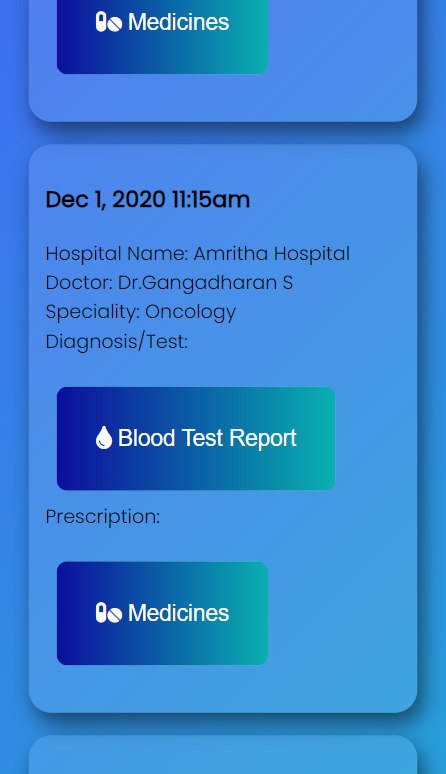 Medicines
Dec 1, 2020 11:15am
Hospital Name: Amritha Hospital
Doctor: Dr.Gangadharan S
Speciality: Oncology
Diagnosis/Test:
Blood Test Report
Prescription:
Medicines